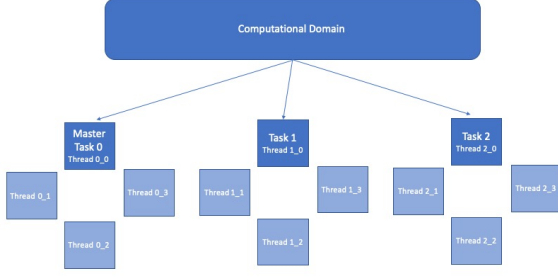 Computational Domain
Master
Task 0
Thread 0_0
Task 1
Thread 1_0
Task 2
Thread 2_0
Thread 0_1
Thread 0_3
Thread 1_1
Thread 1_3
Thread 2_1
Thread 2_3
Thread 0_2
Thread 1_2
Thread 2_2